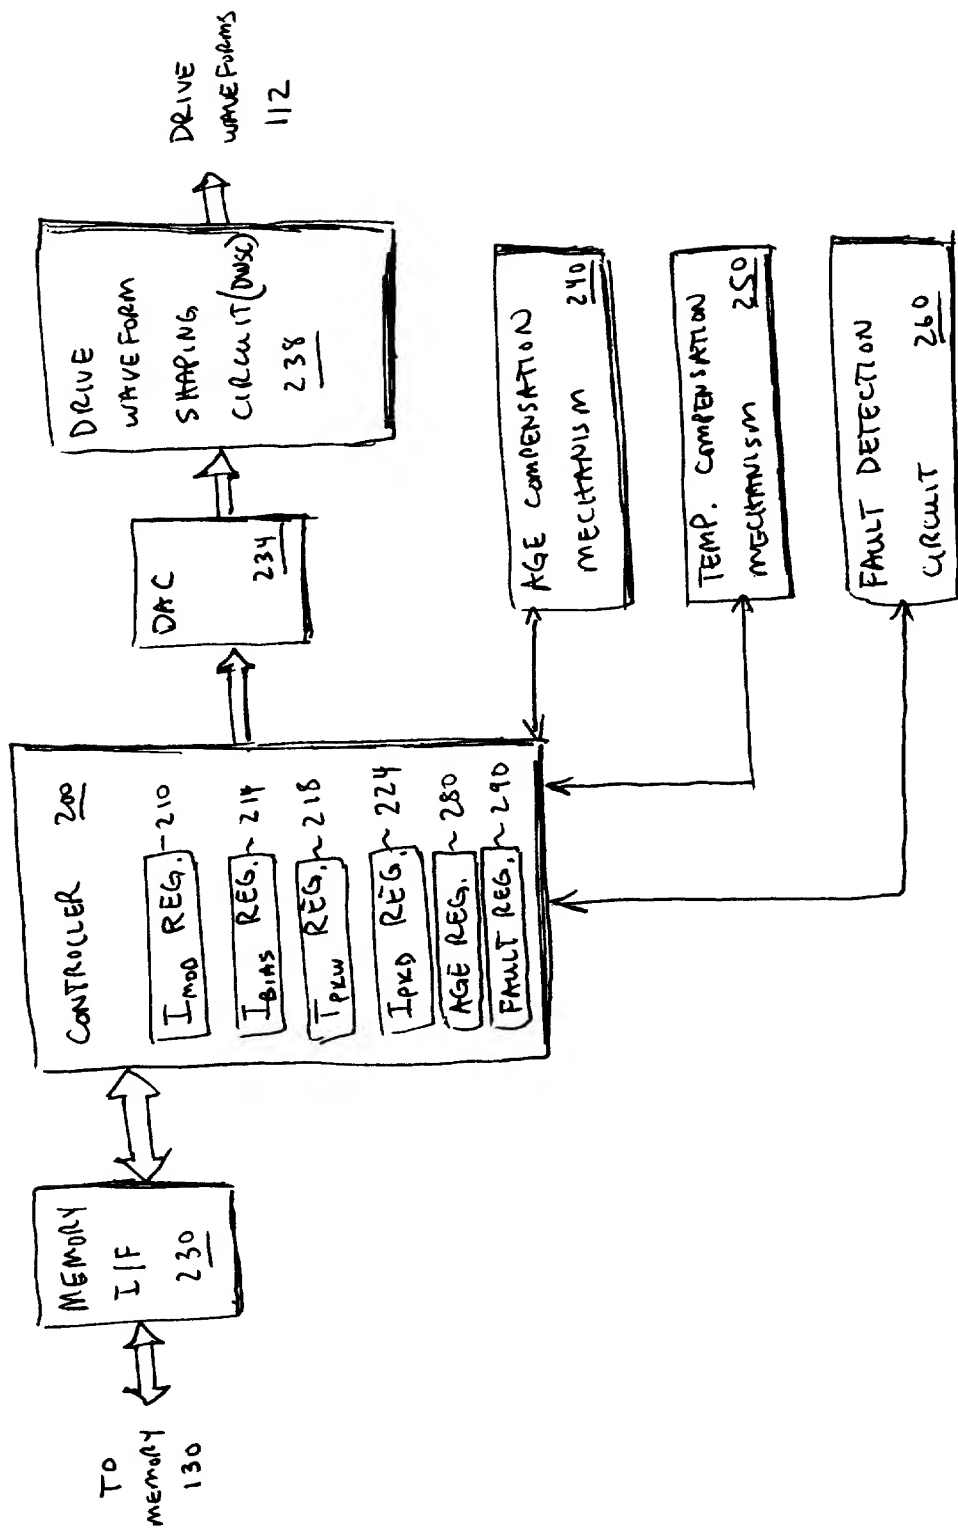 TO
MEMORY
130
MEMORY
I/F
230
CONTROLLER 200
IMOD REG. 210
IBIAS REG. 214
TPKW REG. 218
IPKD REG. 224
AGE REG. 280
FAULT REG. 290
DAC
234
DRIVE
WAVEFORM
SHAPING
CIRCUIT (DWSC)
238
DRIVE
WAVEFORMS
112
AGE COMPENSATION
MECHANISM 240
TEMP. COMPENSATION
MECHANISM 250
FAULT DETECTION
CIRCUIT 260